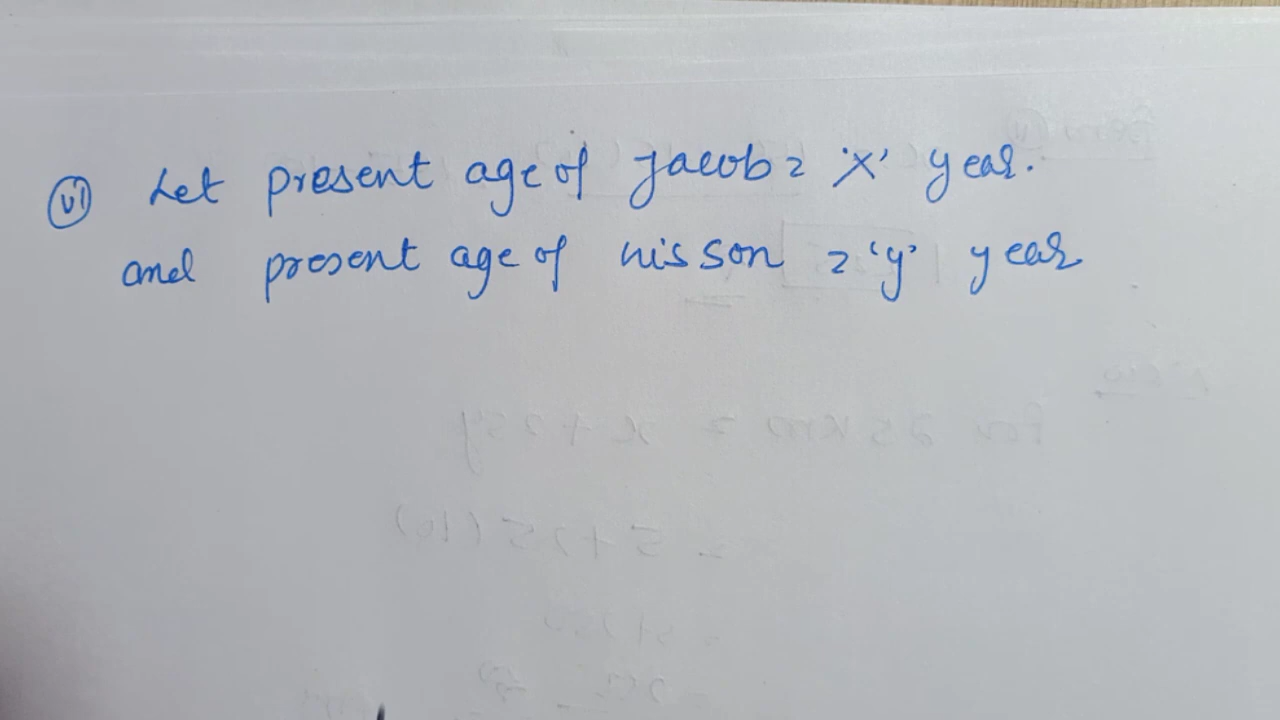 (vi) Let present age of Jacob = 'x' year.
and present age of his son = 'y' year